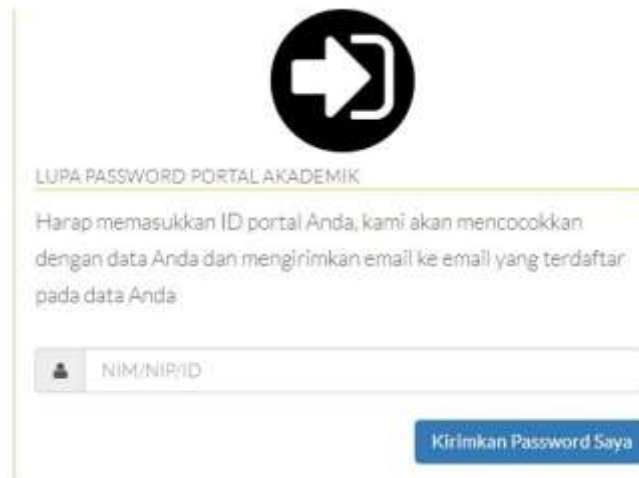 LUPA PASSWORD PORTAL AKADEMIK
Harap memasukkan ID portal Anda, kami akan mencocokkan
dengan data Anda dan mengirimkan email ke email yang terdaftar
pada data Anda
NIM/NIP/ID
Kirimkan Password Saya